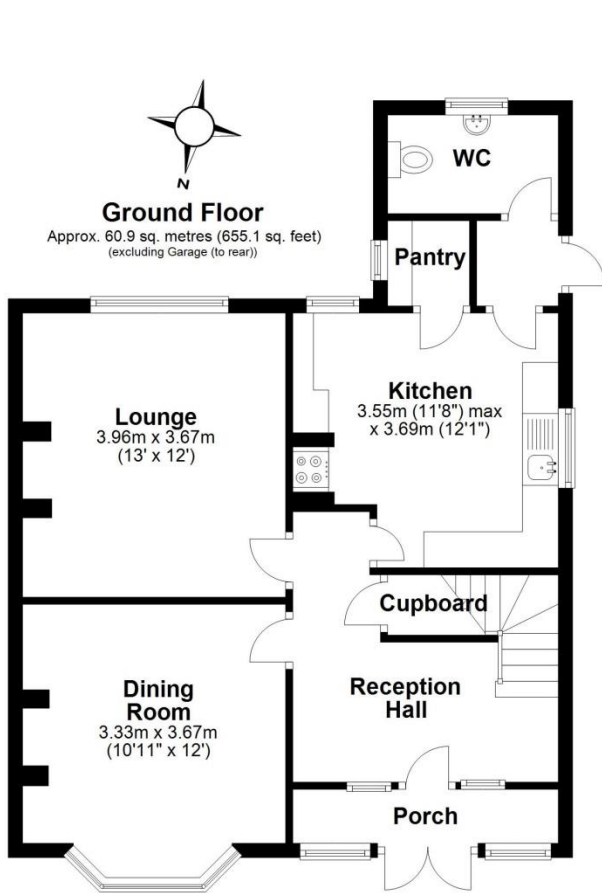 N
Ground Floor
Approx. 60.9 sq. metres (655.1 sq. feet)
(excluding Garage (to rear))
WC
Pantry
Kitchen
3.55m (11'8") max
x 3.69m (12'1")
Lounge
3.96m x 3.67m
(13' x 12')
Cupboard
Reception
Hall
Dining
Room
3.33m x 3.67m
(10'11" x 12')
Porch